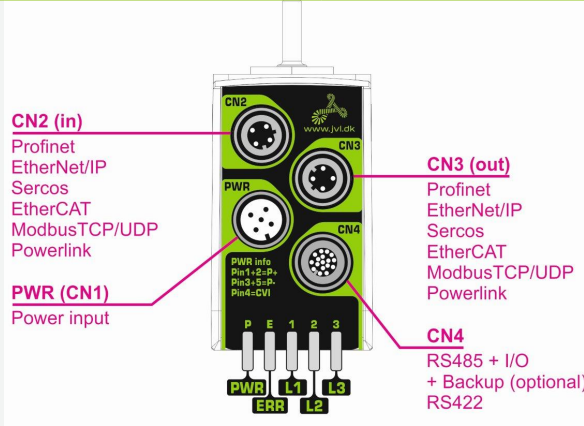 CN2 (in)
Profinet
EtherNet/IP
Sercos
EtherCAT
ModbusTCP/UDP
Powerlink
PWR (CN1)
Power input
CN2
www.jvl.dk
CN3
PWR
CN4
PWR info
Pin1+2=P+
Pin3+5=P-
Pin4=CVI
P E 1 2 3
PWR L1 L3
ERR L2
CN3 (out)
Profinet
EtherNet/IP
Sercos
EtherCAT
ModbusTCP/UDP
Powerlink
CN4
RS485 + I/O
+ Backup (optional)
RS422